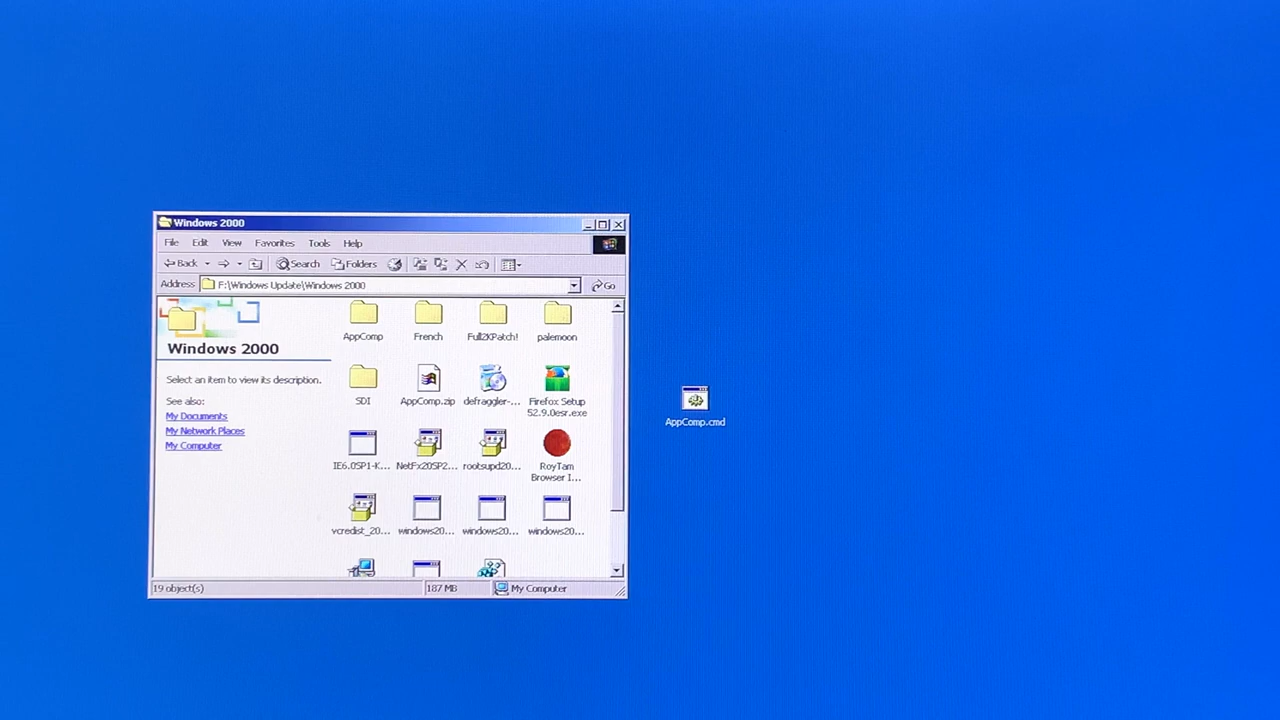 Windows 2000
File Edit View Favorites Tools Help
Back Search Folders
Address F:\Windows Update\Windows 2000 Go
Windows 2000
Select an item to view its description.
See also:
My Documents
My Network Places
My Computer
AppComp French Full2KPatch! palemoon
SDI AppComp.zip defraggler-... Firefox Setup
52.9.0esr.exe
IE6.0SP1-K... NetFx20SP2... rootsupd20... RoyTam
Browser I...
vcredist_20... windows20... windows20... windows20...
19 object(s) 187 MB My Computer
AppComp.cmd